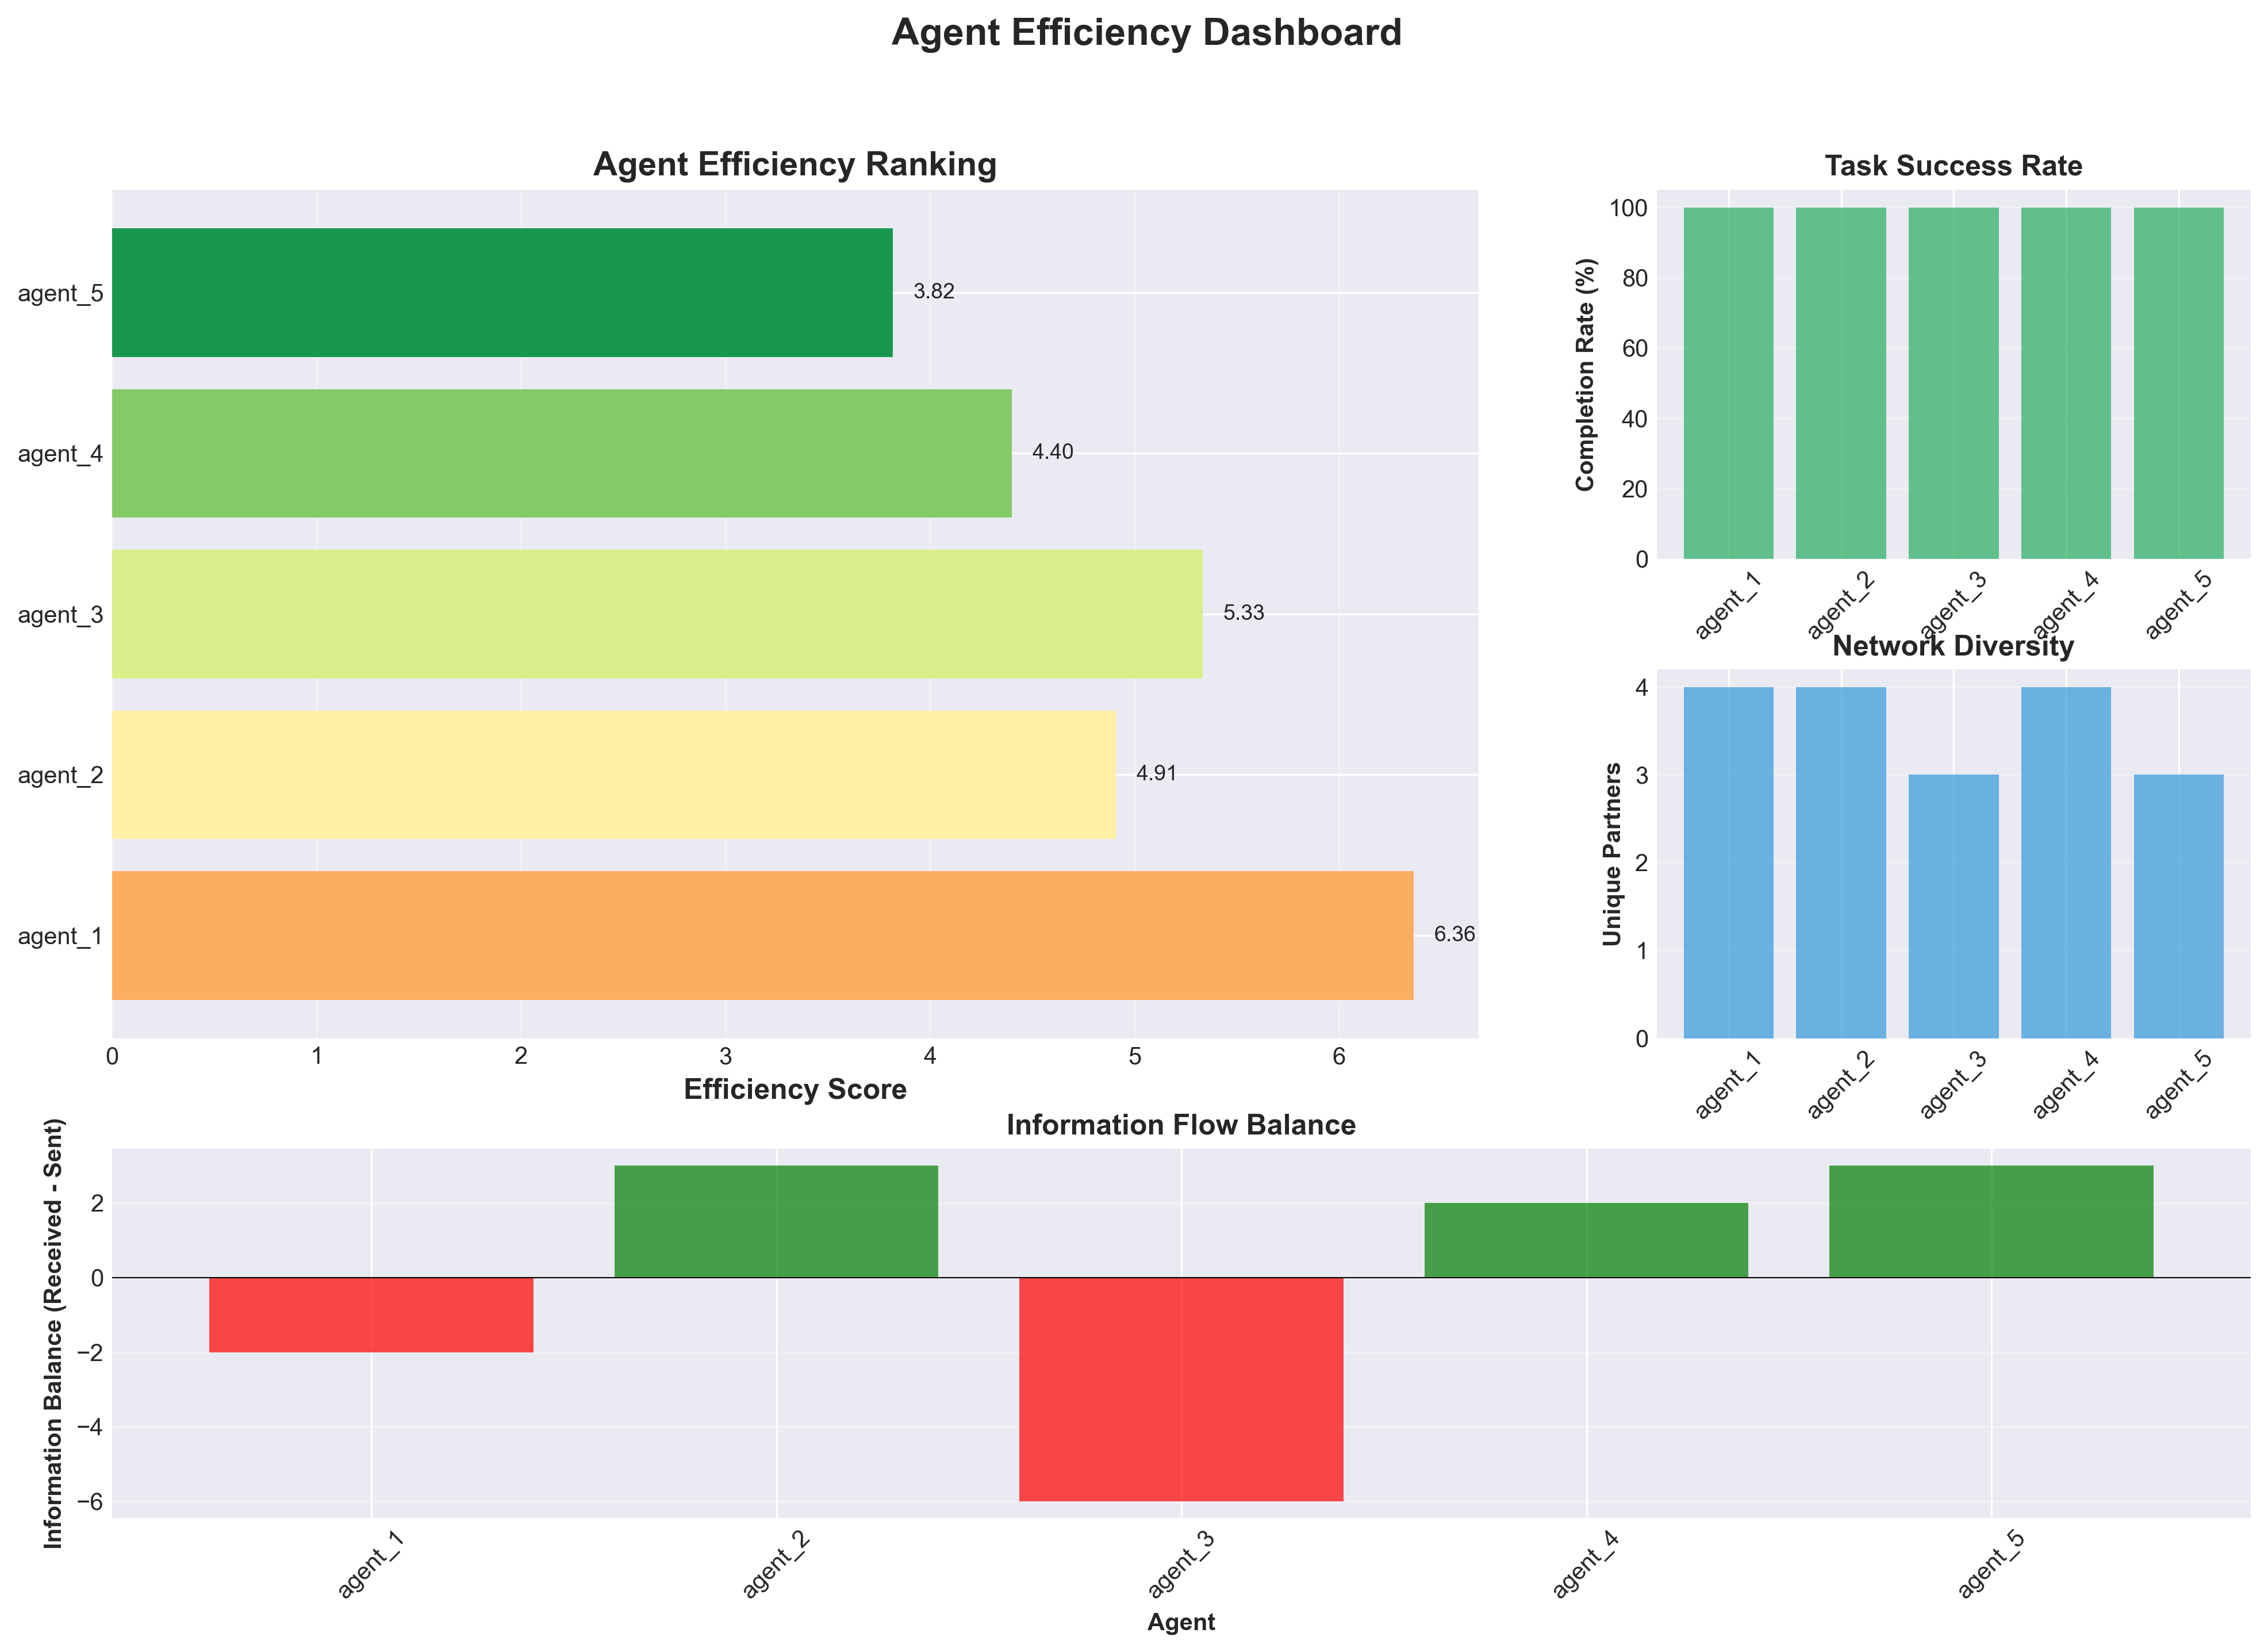 Agent Efficiency Dashboard
Agent Efficiency Ranking
agent_5
3.82
agent_4
4.40
agent_3
5.33
agent_2
4.91
agent_1
6.36
0 1 2 3 4 5 6
Efficiency Score
Task Success Rate
Completion Rate (%)
100
80
60
40
20
0
agent_1 agent_2 agent_3 agent_4 agent_5
Network Diversity
Unique Partners
4
3
2
1
0
agent_1 agent_2 agent_3 agent_4 agent_5
Information Flow Balance
Information Balance (Received - Sent)
2
0
−2
−4
−6
agent_1 agent_2 agent_3 agent_4 agent_5
Agent